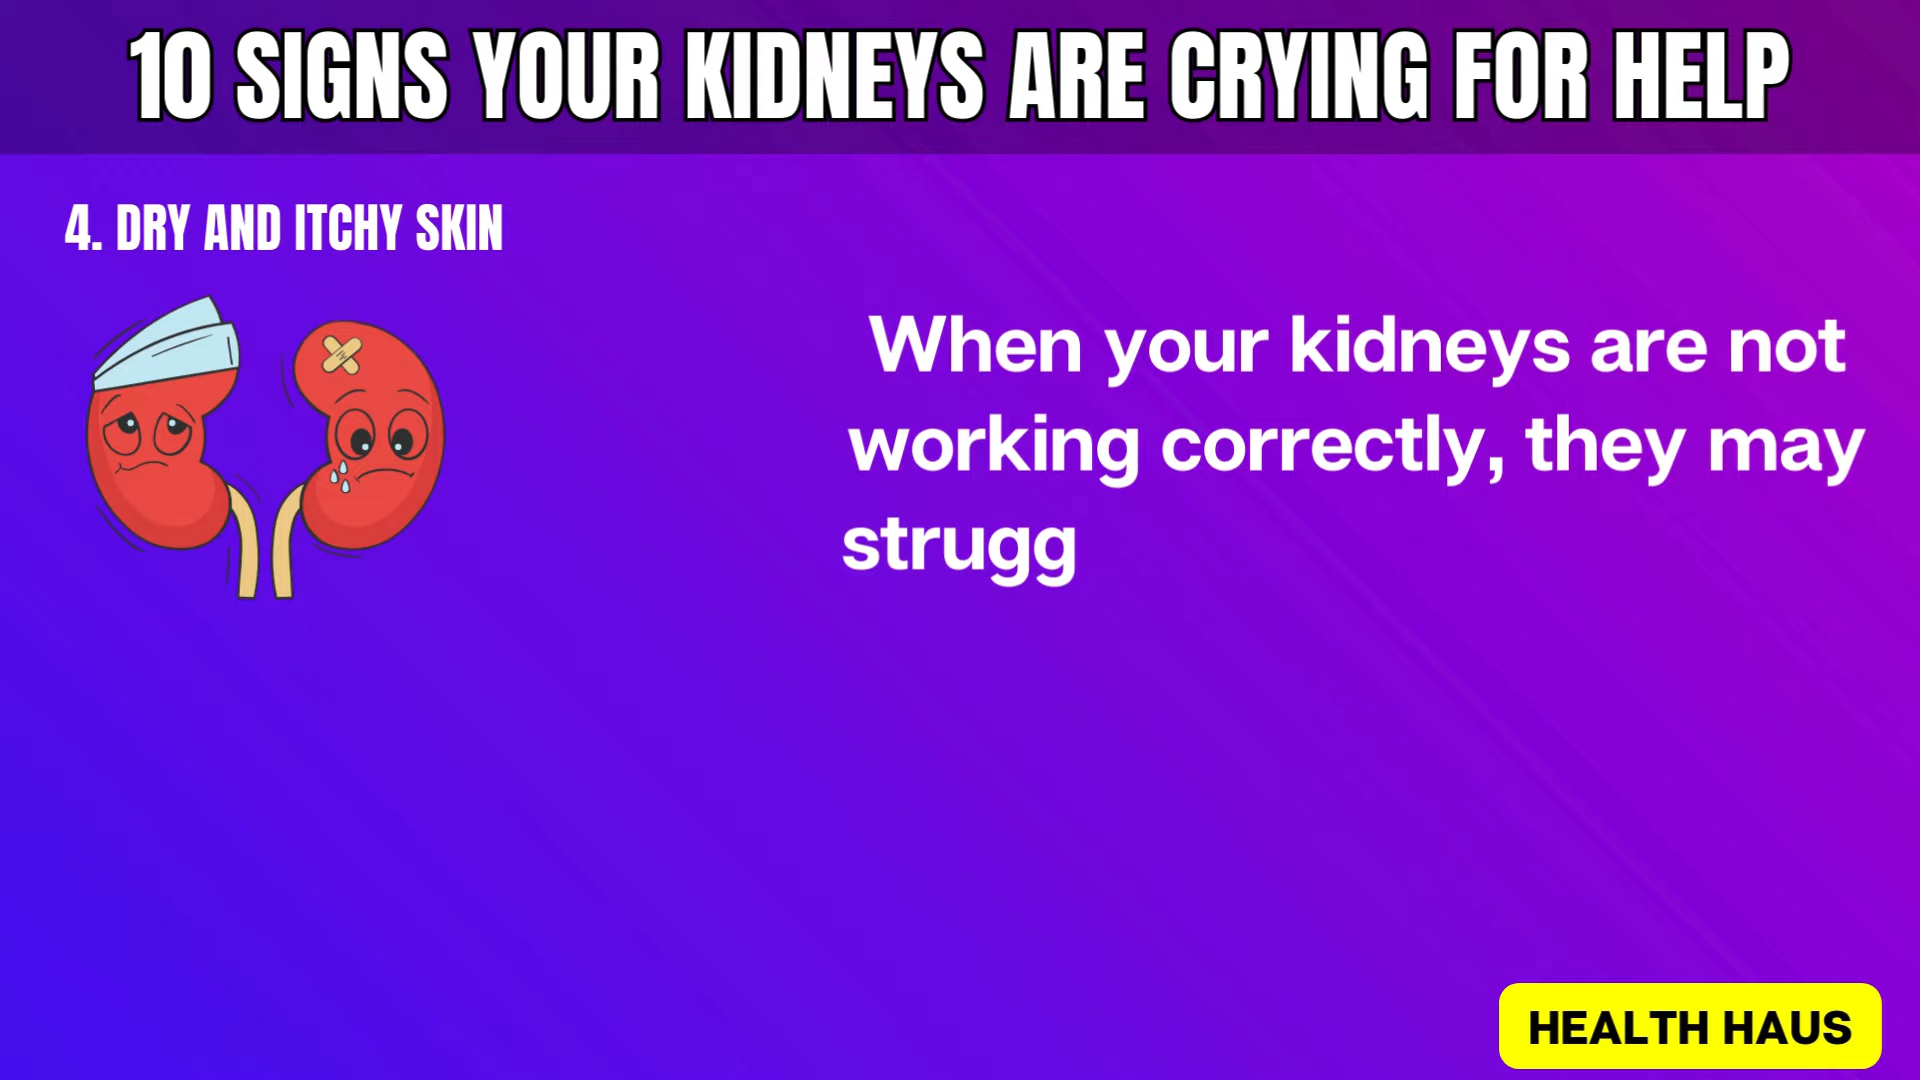 10 SIGNS YOUR KIDNEYS ARE CRYING FOR HELP
4. DRY AND ITCHY SKIN
When your kidneys are not
working correctly, they may
strugg
HEALTH HAUS